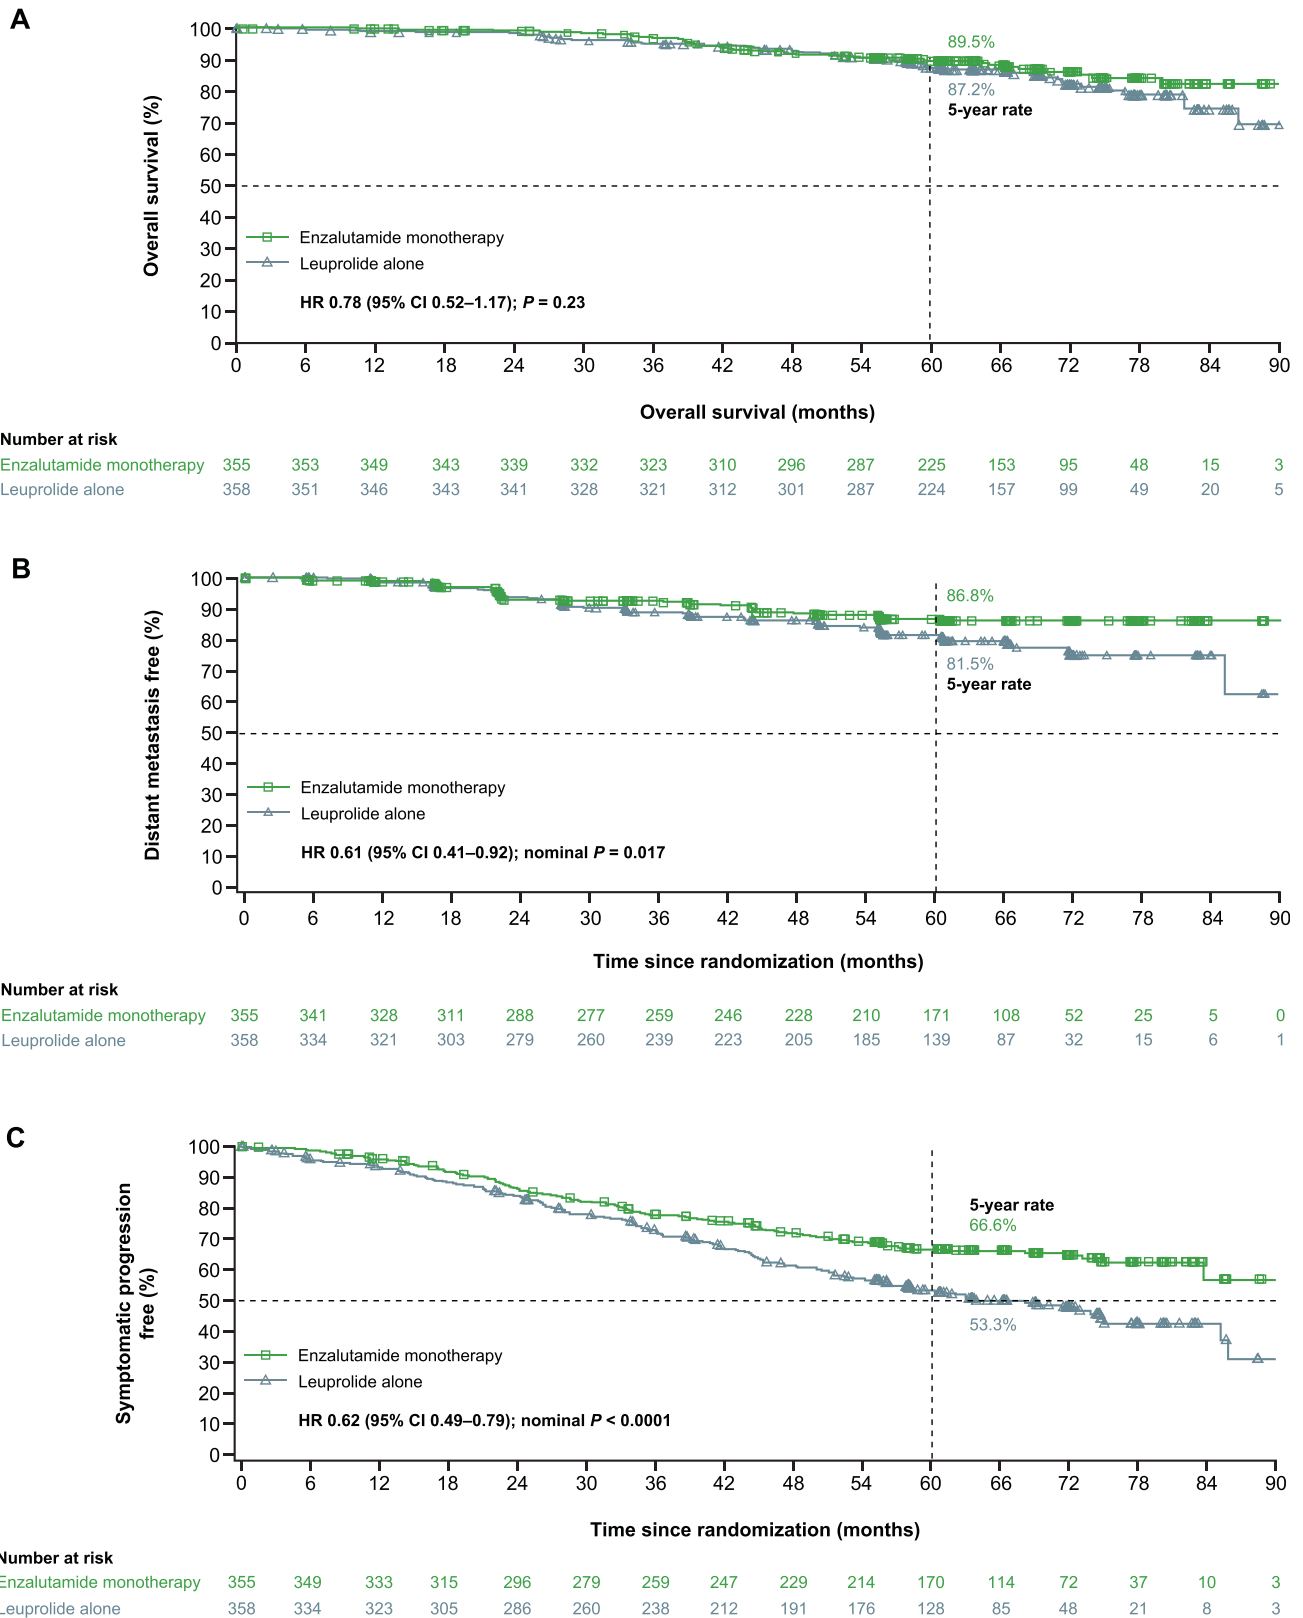 A
100
90
80
70
60
50
40
30
20
10
0
Overall survival (%)
89.5%
87.2%
5-year rate
Enzalutamide monotherapy
Leuprolide alone
HR 0.78 (95% CI 0.52–1.17); P = 0.23
0 6 12 18 24 30 36 42 48 54 60 66 72 78 84 90
Overall survival (months)
Number at risk
Enzalutamide monotherapy 355 353 349 343 339 332 323 310 296 287 225 153 95 48 15 3
Leuprolide alone 358 351 346 343 341 328 321 312 301 287 224 157 99 49 20 5
B
100
90
80
70
60
50
40
30
20
10
0
Distant metastasis free (%)
86.8%
81.5%
5-year rate
Enzalutamide monotherapy
Leuprolide alone
HR 0.61 (95% CI 0.41–0.92); nominal P = 0.017
0 6 12 18 24 30 36 42 48 54 60 66 72 78 84 90
Time since randomization (months)
Number at risk
Enzalutamide monotherapy 355 341 328 311 288 277 259 246 228 210 171 108 52 25 5 0
Leuprolide alone 358 334 321 303 279 260 239 223 205 185 139 87 32 15 6 1
C
100
90
80
70
60
50
40
30
20
10
0
Symptomatic progression
free (%)
5-year rate
66.6%
53.3%
Enzalutamide monotherapy
Leuprolide alone
HR 0.62 (95% CI 0.49–0.79); nominal P < 0.0001
0 6 12 18 24 30 36 42 48 54 60 66 72 78 84 90
Time since randomization (months)
Number at risk
Enzalutamide monotherapy 355 349 333 315 296 279 259 247 229 214 170 114 72 37 10 3
Leuprolide alone 358 334 323 305 286 260 238 212 191 176 128 85 48 21 8 3